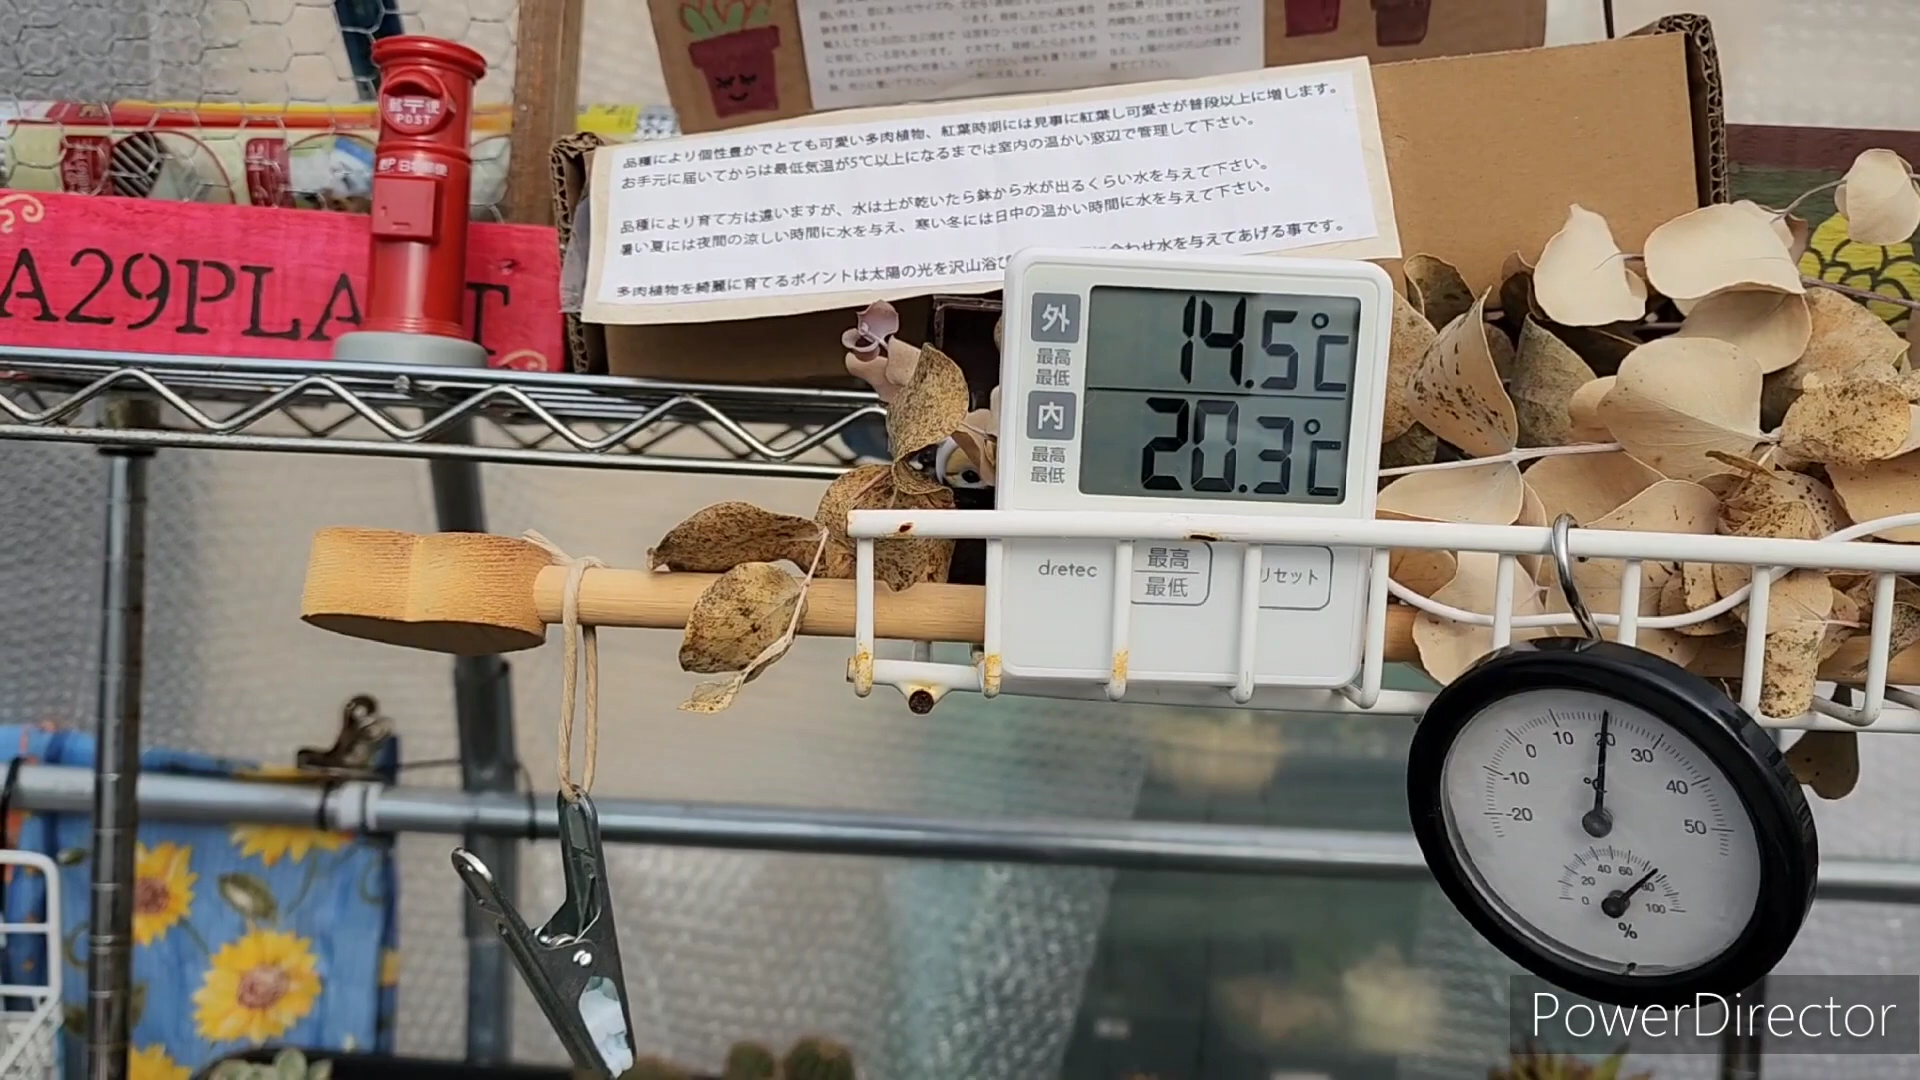 品種により個性豊かでとても可愛い多肉植物、紅葉時期には見事に紅葉し可愛さが普段以上に増します。
お手元に届いてからは最低気温が5℃以上になるまでは室内の温かい窓辺で管理して下さい。
品種により育て方は違いますが、水は土が乾いたら鉢から水が出るくらい水を与えて下さい。
暑い夏には夜間の涼しい時間に水を与え、寒い冬には日中の温かい時間に水を与えて下さい。
多肉植物を綺麗に育てるポイントは太陽の光を沢山浴び
合わせ水を与えてあげる事です。
郵〒便
POST
日本郵便
A29PLA T
外
最高
最低
14.5℃
内
最高
最低
20.3℃
dretec
最高
最低
リセット
-20 -10 0 10 20 30 40 50
℃
0 20 40 60 80 100
%
PowerDirector